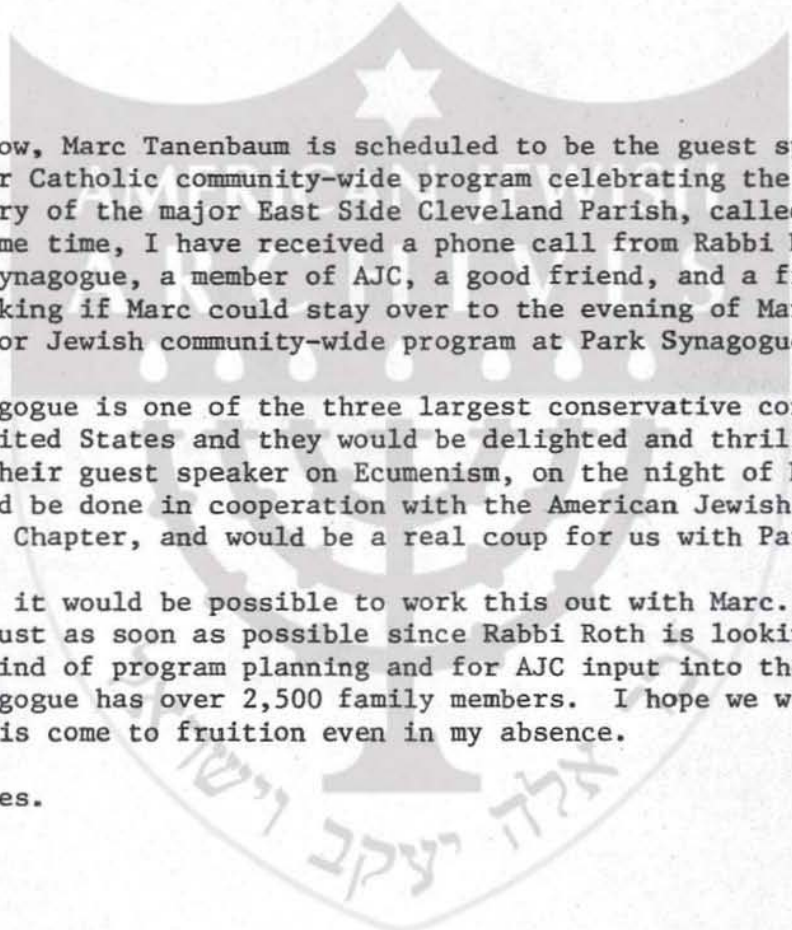 ow, Marc Tanenbaum is scheduled to be the guest s
r Catholic community-wide program celebrating the
ry of the major East Side Cleveland Parish, calle
me time, I have received a phone call from Rabbi
ynagogue, a member of AJC, a good friend, and a f
king if Marc could stay over to the evening of Ma
or Jewish community-wide program at Park Synagogu
gogue is one of the three largest conservative co
ited States and they would be delighted and thril
heir guest speaker on Ecumenism, on the night of
d be done in cooperation with the American Jewish
Chapter, and would be a real coup for us with Pa
it would be possible to work this out with Marc.
ust as soon as possible since Rabbi Roth is looki
ind of program planning and for AJC input into th
gogue has over 2,500 family members. I hope we w
is come to fruition even in my absence.
es.
AMERICAN JEWISH
ARCHIVES
אלה יצקב וישראל